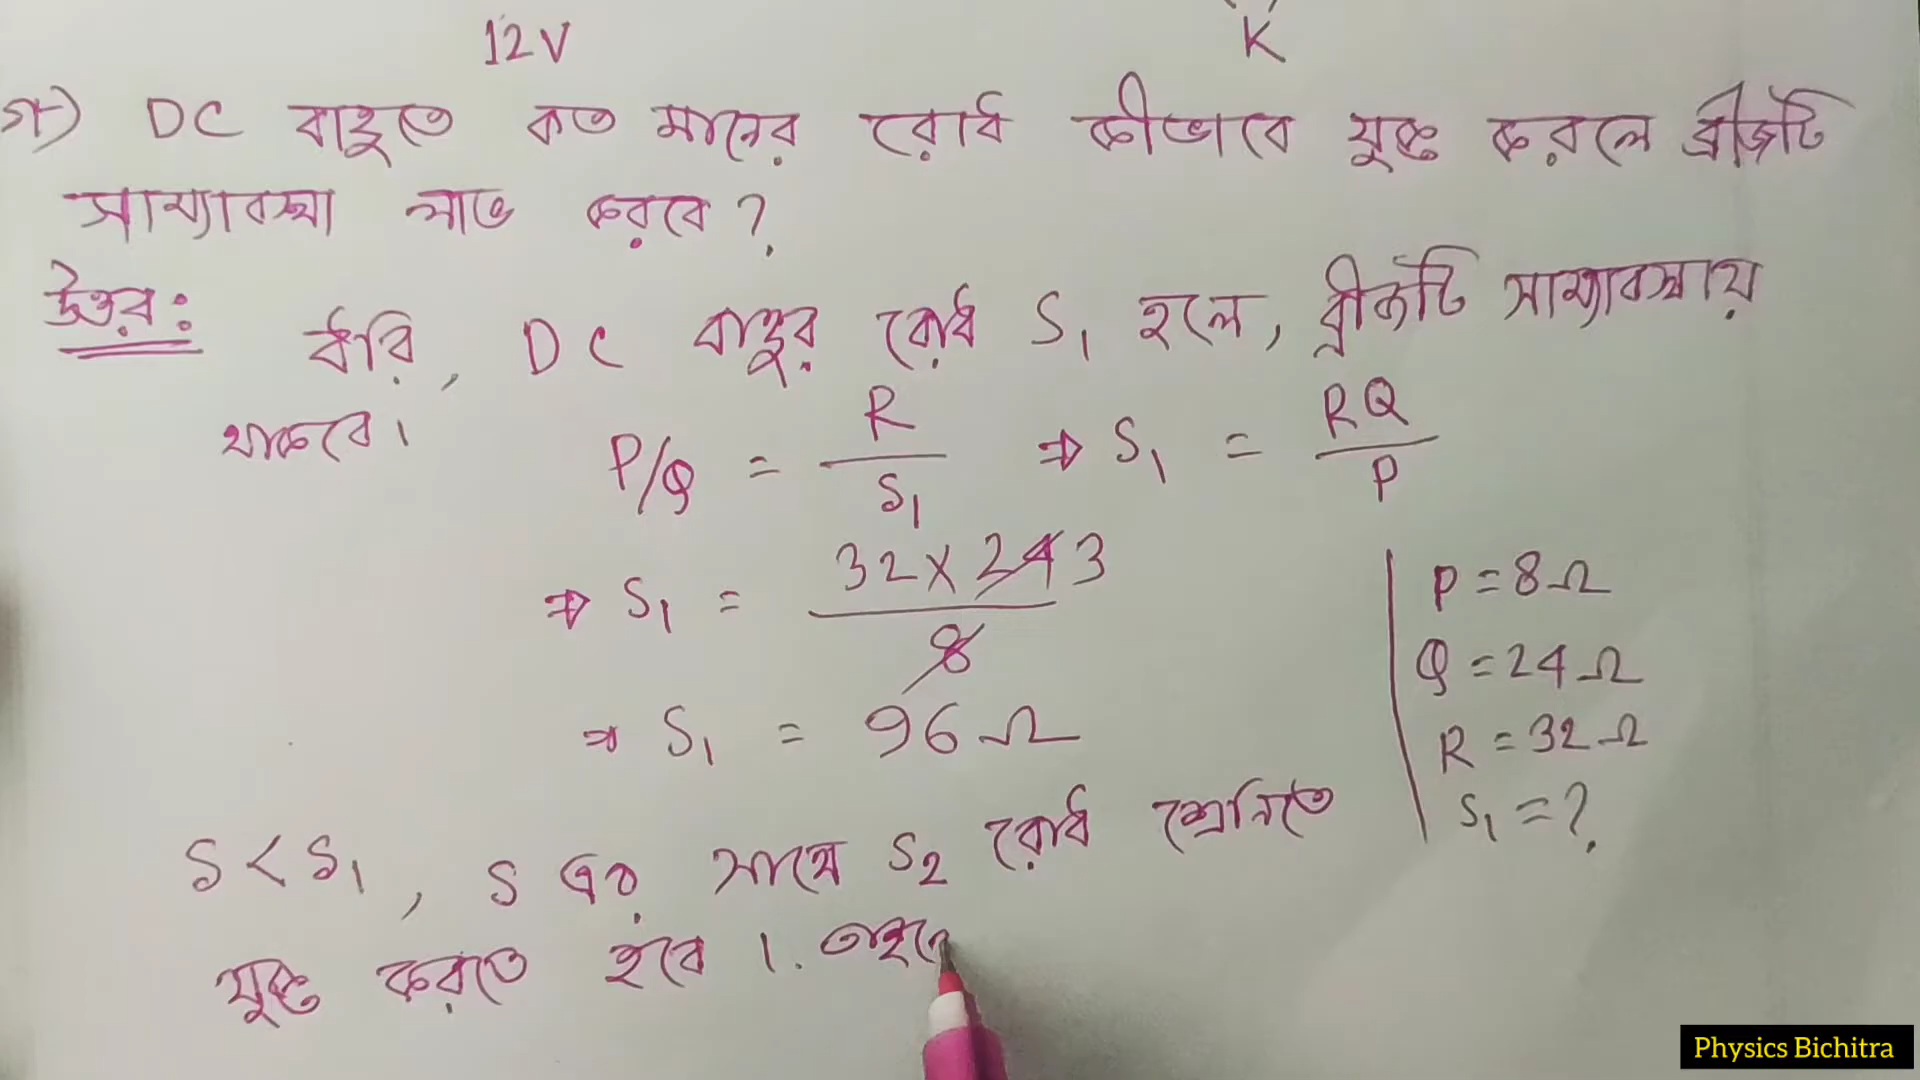 12V K
গ) DC বাহুতে কত মানের রোধ কীভাবে যুক্ত করলে ব্রীজটি
সাম্যাবস্থা লাভ করবে?
উত্তর: ধরি, DC বাহুর রোধ S₁ হলে, ব্রীজটি সাম্যাবস্থায়
থাকবে।
P/Q = R/S₁ ⇒ S₁ = RQ/P
⇒ S₁ = 32×24 3/8
⇒ S₁ = 96Ω
P = 8Ω
Q = 24Ω
R = 32Ω
S₁ = ?
S < S₁, S এর সাথে S₂ রোধ শ্রেনিতে
যুক্ত করতে হবে।
Physics Bichitra